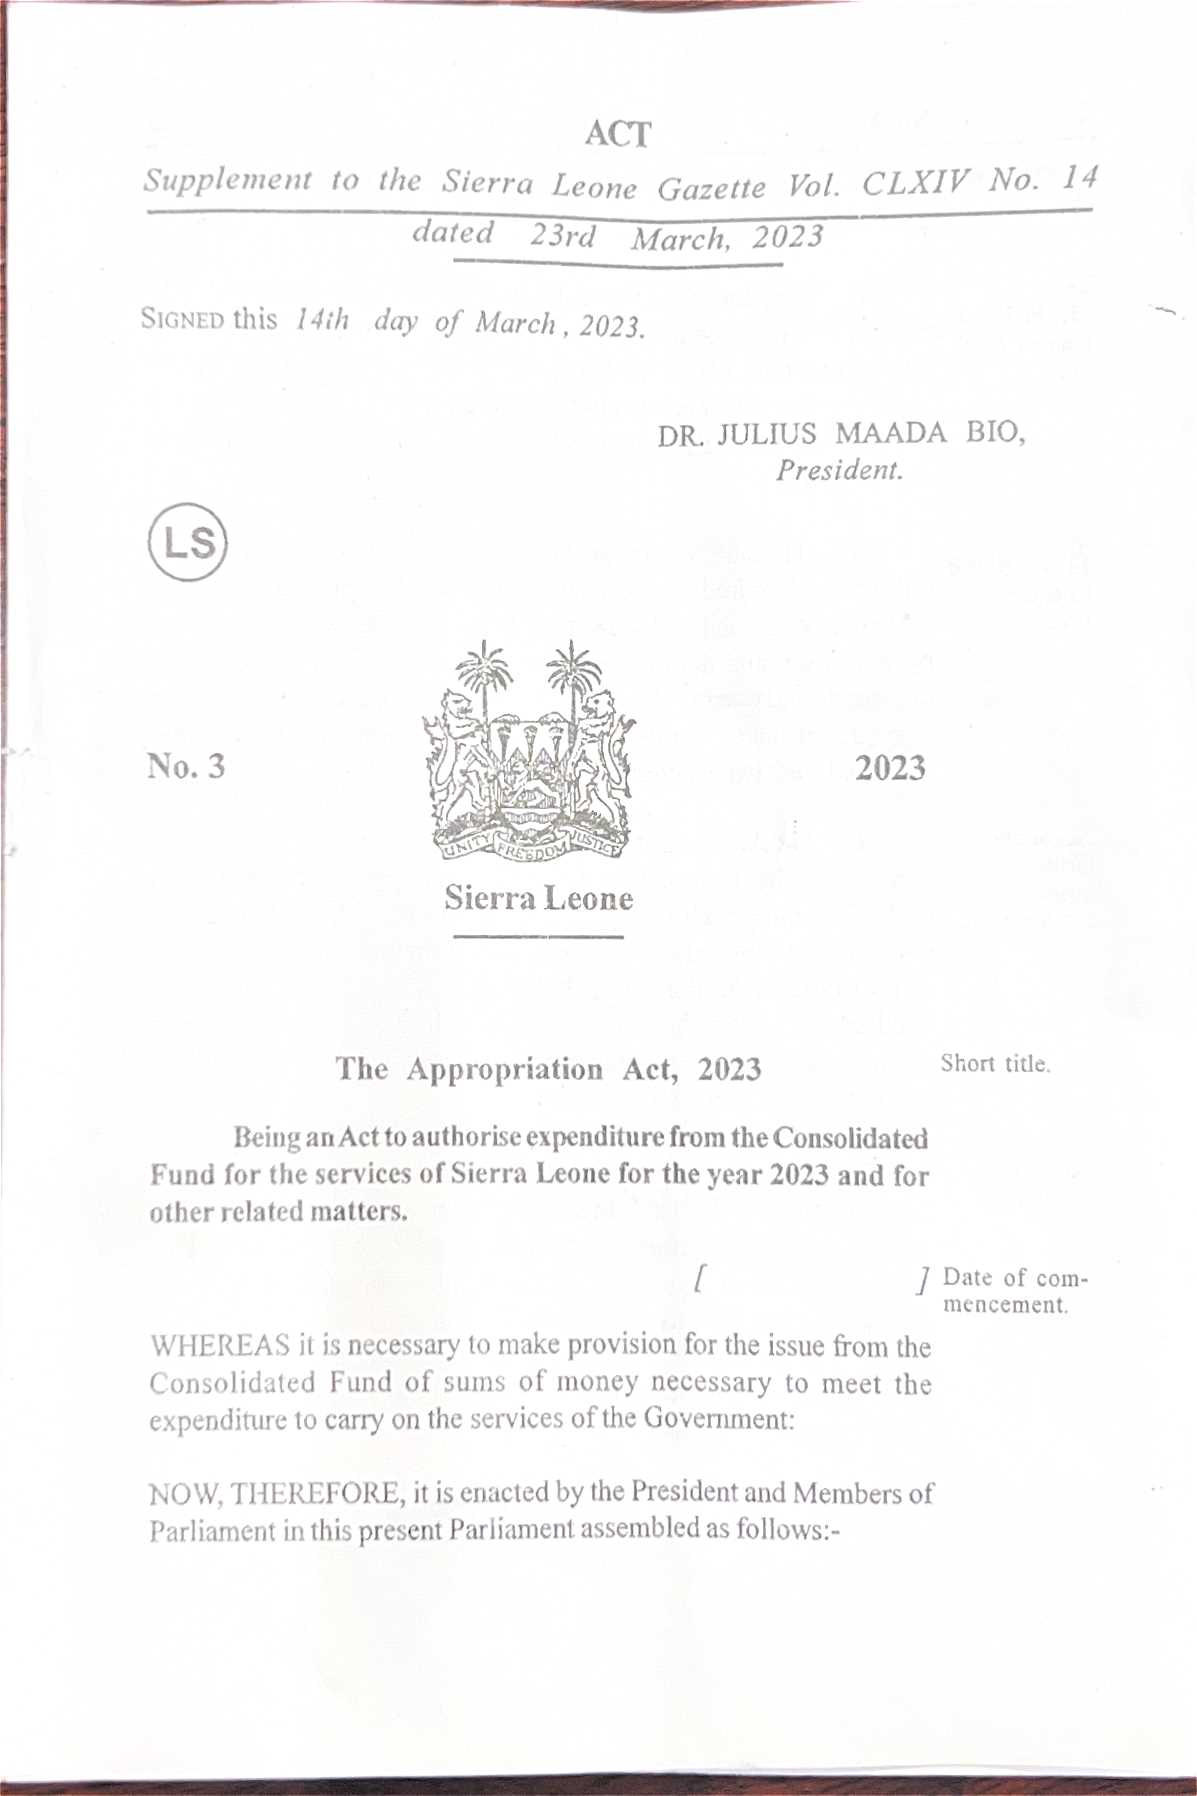 ACT
Supplement to the Sierra Leone Gazette Vol. CLXIV No. 14
dated 23rd March, 2023
SIGNED this 14th day of March, 2023.
DR. JULIUS MAADA BIO,
President.
LS
No. 3
2023
UNITY FREEDOM JUSTICE
Sierra Leone
The Appropriation Act, 2023
Short title.
Being an Act to authorise expenditure from the Consolidated
Fund for the services of Sierra Leone for the year 2023 and for
other related matters.
[ ] Date of com-
mencement.
WHEREAS it is necessary to make provision for the issue from the
Consolidated Fund of sums of money necessary to meet the
expenditure to carry on the services of the Government:
NOW, THEREFORE, it is enacted by the President and Members of
Parliament in this present Parliament assembled as follows:-